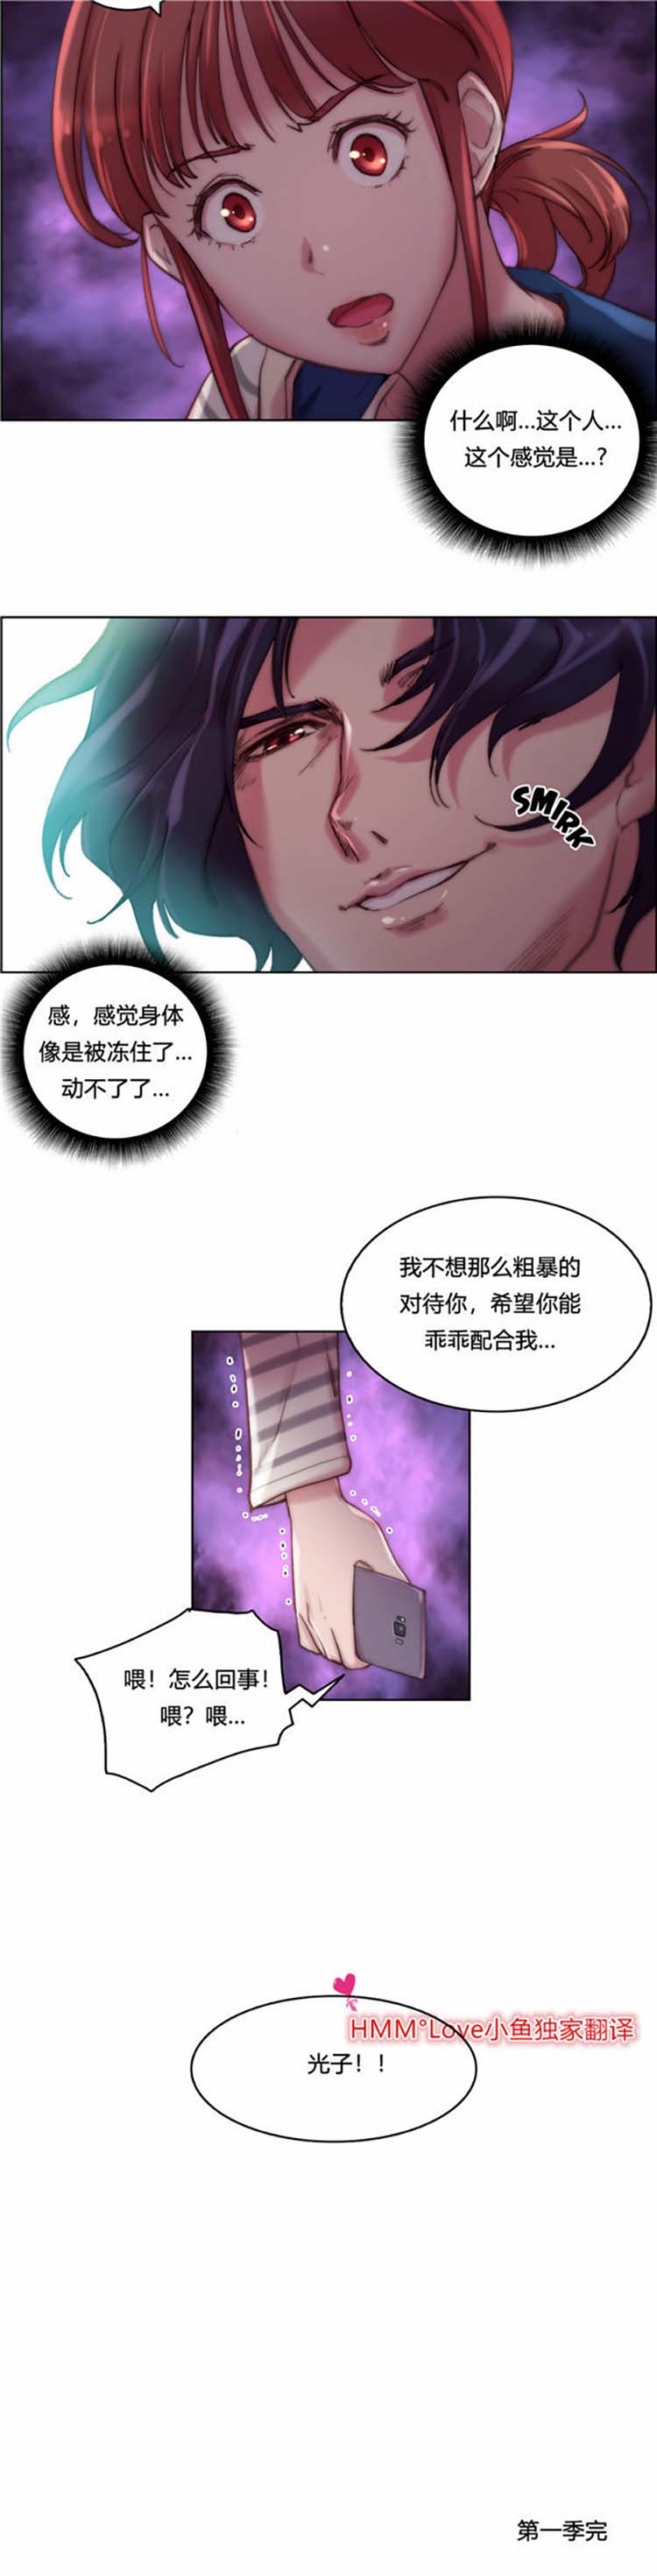 什么啊...这个人...
这个感觉是...?
SMIRK
感，感觉身体
像是被冻住了...
动不了了...
我不想那么粗暴的
对待你，希望你能
乖乖配合我...
喂！怎么回事！
喂？喂...
HMM°Love小鱼独家翻译
光子！！
第一季完